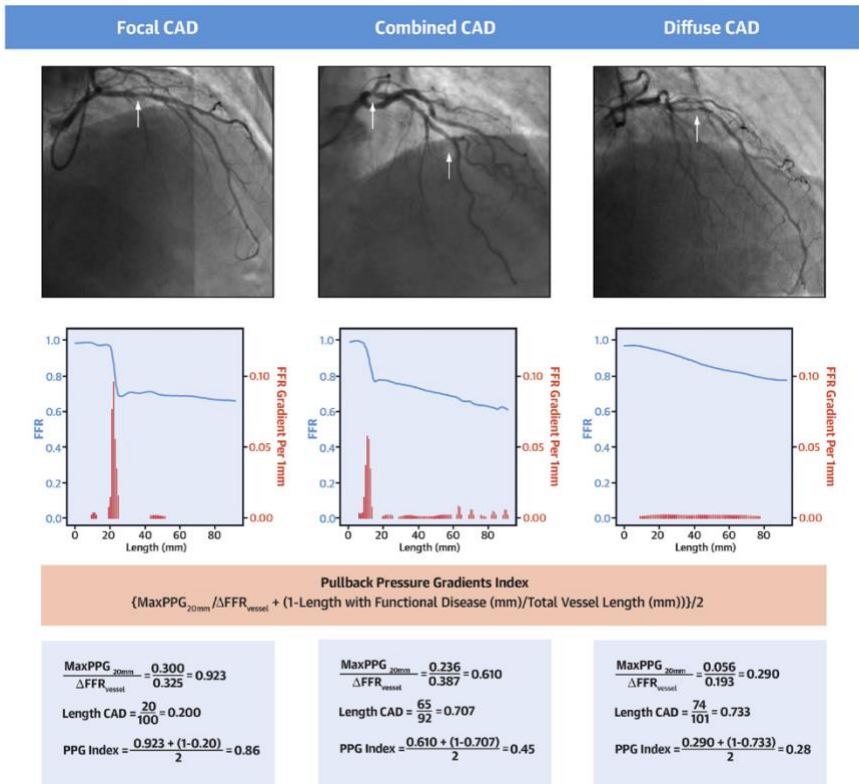 Focal CAD
Combined CAD
Diffuse CAD
1.0
0.8
0.6
0.4
0.2
0.0
FFR
0.10
0.05
0.00
FFR Gradient Per 1mm
0 20 40 60 80
Length (mm)
1.0
0.8
0.6
0.4
0.2
0.0
FFR
0.10
0.05
0.00
FFR Gradient Per 1mm
0 20 40 60 80
Length (mm)
1.0
0.8
0.6
0.4
0.2
0.0
FFR
0.10
0.05
0.00
FFR Gradient Per 1mm
0 20 40 60 80
Length (mm)
Pullback Pressure Gradients Index
{MaxPPG20mm/ΔFFRvessel + (1-Length with Functional Disease (mm)/Total Vessel Length (mm))}/2
MaxPPG 20mm / ΔFFRvessel = 0.300 / 0.325 = 0.923
Length CAD = 20 / 100 = 0.200
PPG Index = 0.923 + (1-0.20) / 2 = 0.86
MaxPPG 20mm / ΔFFRvessel = 0.236 / 0.387 = 0.610
Length CAD = 65 / 92 = 0.707
PPG Index = 0.610 + (1-0.707) / 2 = 0.45
MaxPPG 20mm / ΔFFRvessel = 0.056 / 0.193 = 0.290
Length CAD = 74 / 101 = 0.733
PPG Index = 0.290 + (1-0.733) / 2 = 0.28